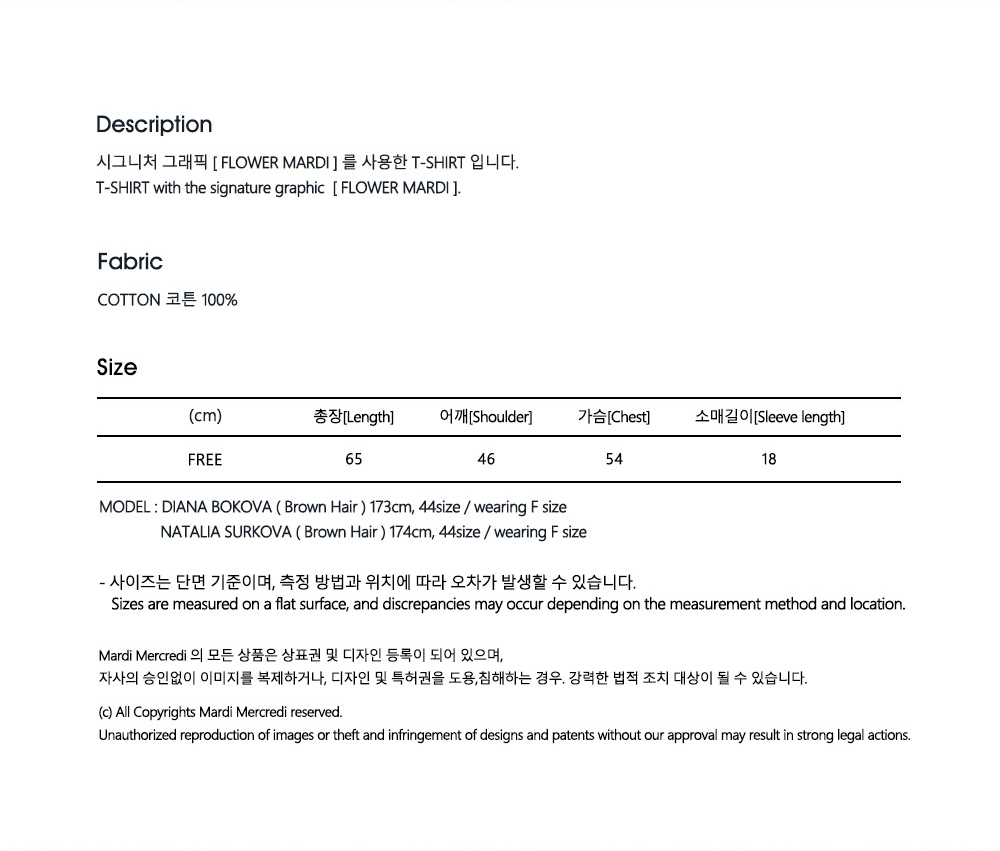 Description
시그니처 그래픽 [ FLOWER MARDI ] 를 사용한 T-SHIRT 입니다.
T-SHIRT with the signature graphic [ FLOWER MARDI ].
Fabric
COTTON 코튼 100%
Size
(cm) 총장[Length] 어깨[Shoulder] 가슴[Chest] 소매길이[Sleeve length]
FREE 65 46 54 18
MODEL : DIANA BOKOVA ( Brown Hair ) 173cm, 44size / wearing F size
NATALIA SURKOVA ( Brown Hair ) 174cm, 44size / wearing F size
- 사이즈는 단면 기준이며, 측정 방법과 위치에 따라 오차가 발생할 수 있습니다.
Sizes are measured on a flat surface, and discrepancies may occur depending on the measurement method and location.
Mardi Mercredi 의 모든 상품은 상표권 및 디자인 등록이 되어 있으며,
자사의 승인없이 이미지를 복제하거나, 디자인 및 특허권을 도용,침해하는 경우. 강력한 법적 조치 대상이 될 수 있습니다.
(c) All Copyrights Mardi Mercredi reserved.
Unauthorized reproduction of images or theft and infringement of designs and patents without our approval may result in strong legal actions.